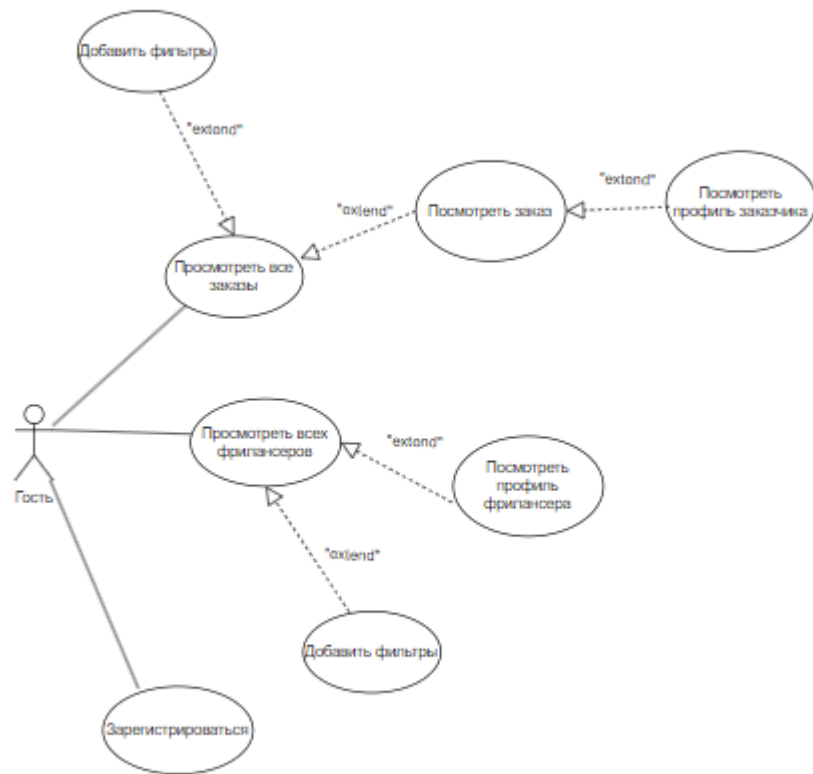 Добавить фильтры
"extend"
"extend"
Посмотреть заказ
"extend"
Посмотреть
профиль заказчика
Просмотреть все
заказы
Просмотреть всех
фрилансеров
"extend"
Посмотреть
профиль
фрилансера
Гость
"extend"
Добавить фильтры
Зарегистрироваться